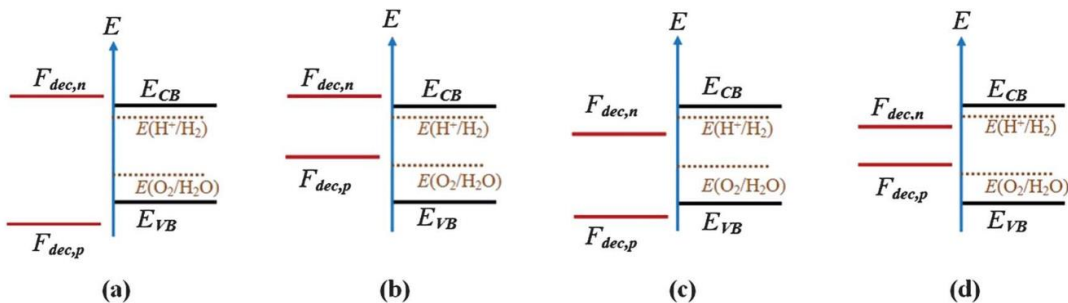 E
F_dec,n
E_CB
E(H⁺/H₂)
E(O₂/H₂O)
E_VB
F_dec,p
(a)
E
F_dec,n
E_CB
E(H⁺/H₂)
F_dec,p
E(O₂/H₂O)
E_VB
(b)
E
F_dec,n
E_CB
E(H⁺/H₂)
E(O₂/H₂O)
E_VB
F_dec,p
(c)
E
F_dec,n
E_CB
E(H⁺/H₂)
F_dec,p
E(O₂/H₂O)
E_VB
(d)